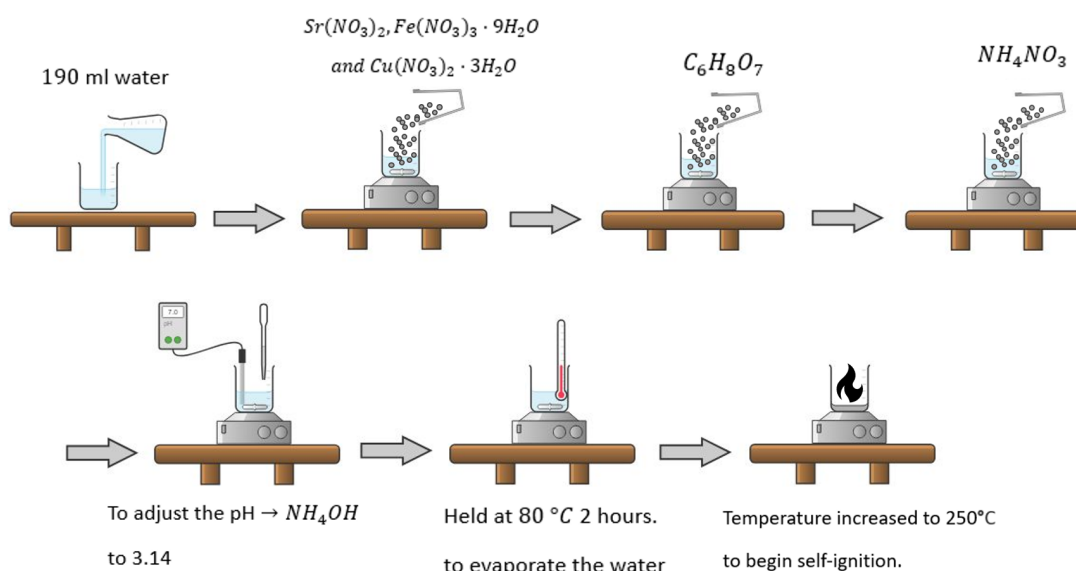 190 ml water
Sr(NO₃)₂, Fe(NO₃)₃ · 9H₂O
and Cu(NO₃)₂ · 3H₂O
C₆H₈O₇
NH₄NO₃
7.0
pH
To adjust the pH → NH₄OH
to 3.14
Held at 80 °C 2 hours.
to evaporate the water
Temperature increased to 250°C
to begin self-ignition.